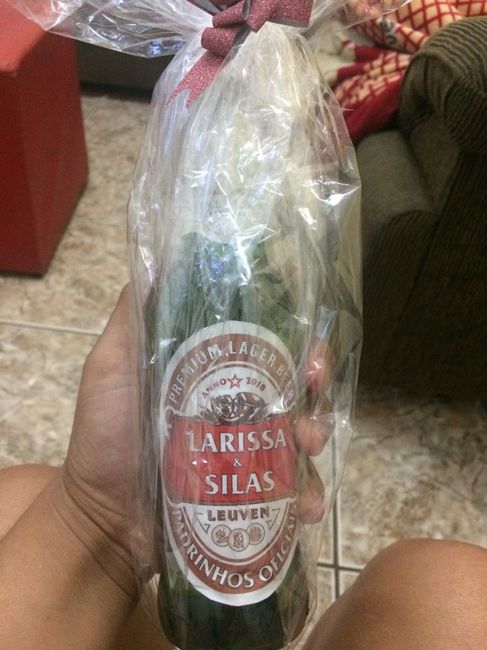 PREMIUM LAGER BEER
ANNO ★ 2018
LARISSA
&
SILAS
LEUVEN
PADRINHOS OFICIAIS